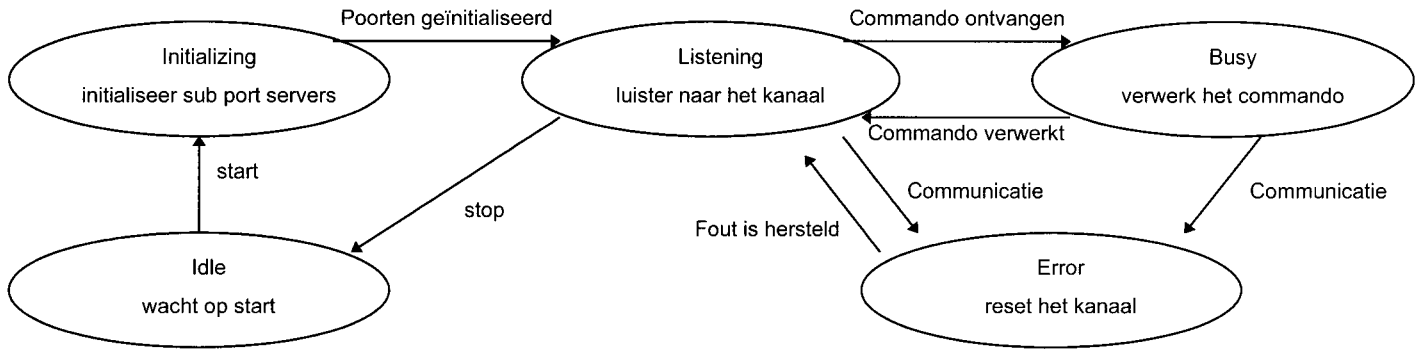 Poorten geïnitialiseerd
Commando ontvangen
Initializing
initialiseer sub port servers
Listening
luister naar het kanaal
Busy
verwerk het commando
Commando verwerkt
start
stop
Communicatie
Communicatie
Fout is hersteld
Idle
wacht op start
Error
reset het kanaal